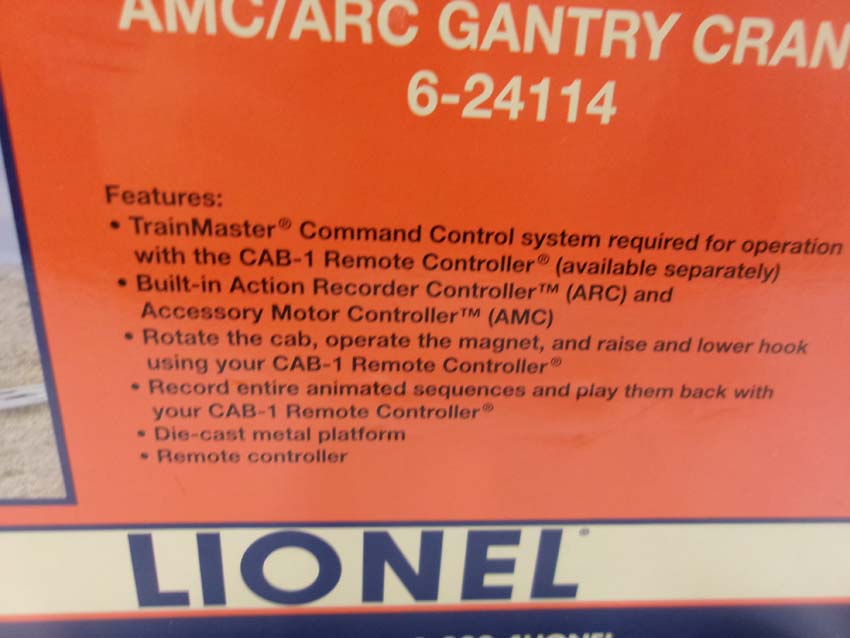 AMC/ARC GANTRY CRAN
6-24114
Features:
• TrainMaster® Command Control system required for operation
with the CAB-1 Remote Controller® (available separately)
• Built-in Action Recorder Controller™ (ARC) and
Accessory Motor Controller™ (AMC)
• Rotate the cab, operate the magnet, and raise and lower hook
using your CAB-1 Remote Controller®
• Record entire animated sequences and play them back with
your CAB-1 Remote Controller®
• Die-cast metal platform
• Remote controller
LIONEL